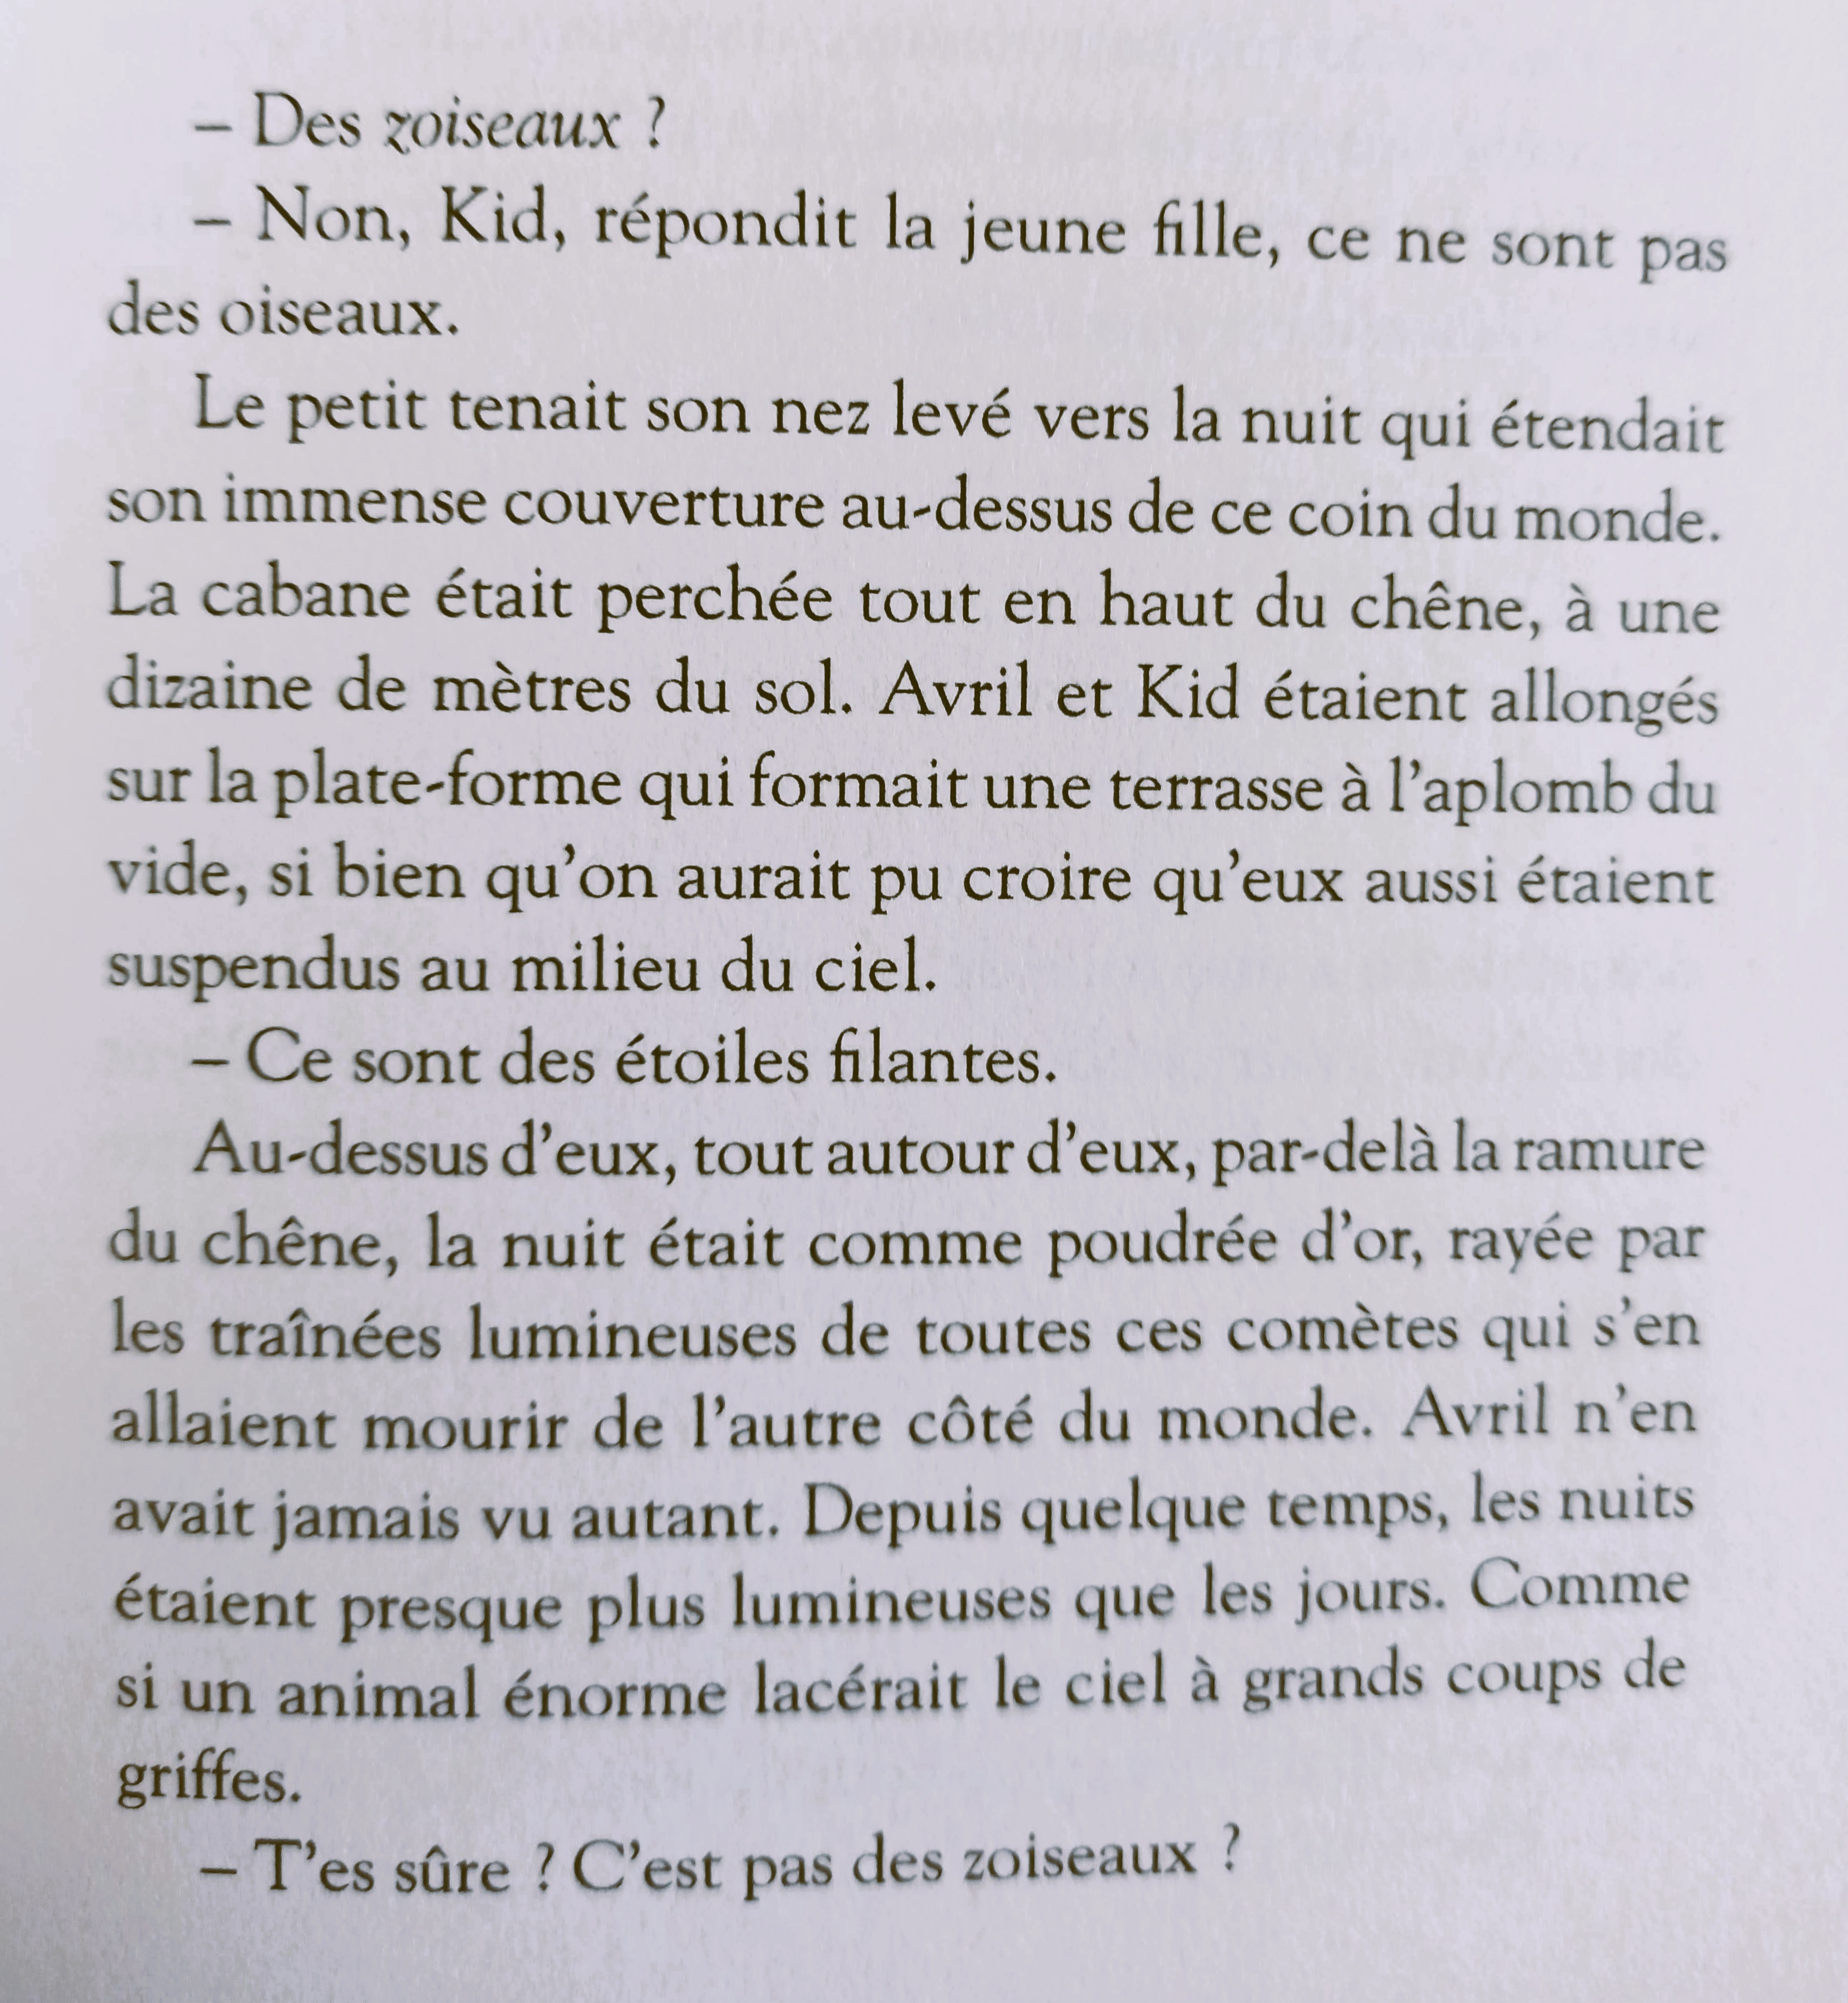 – Des zoiseaux ?
– Non, Kid, répondit la jeune fille, ce ne sont pas
des oiseaux.
Le petit tenait son nez levé vers la nuit qui étendait
son immense couverture au-dessus de ce coin du monde.
La cabane était perchée tout en haut du chêne, à une
dizaine de mètres du sol. Avril et Kid étaient allongés
sur la plate-forme qui formait une terrasse à l’aplomb du
vide, si bien qu’on aurait pu croire qu’eux aussi étaient
suspendus au milieu du ciel.
– Ce sont des étoiles filantes.
Au-dessus d’eux, tout autour d’eux, par-delà la ramure
du chêne, la nuit était comme poudrée d’or, rayée par
les traînées lumineuses de toutes ces comètes qui s’en
allaient mourir de l’autre côté du monde. Avril n’en
avait jamais vu autant. Depuis quelque temps, les nuits
étaient presque plus lumineuses que les jours. Comme
si un animal énorme lacérait le ciel à grands coups de
griffes.
– T’es sûre ? C’est pas des zoiseaux ?